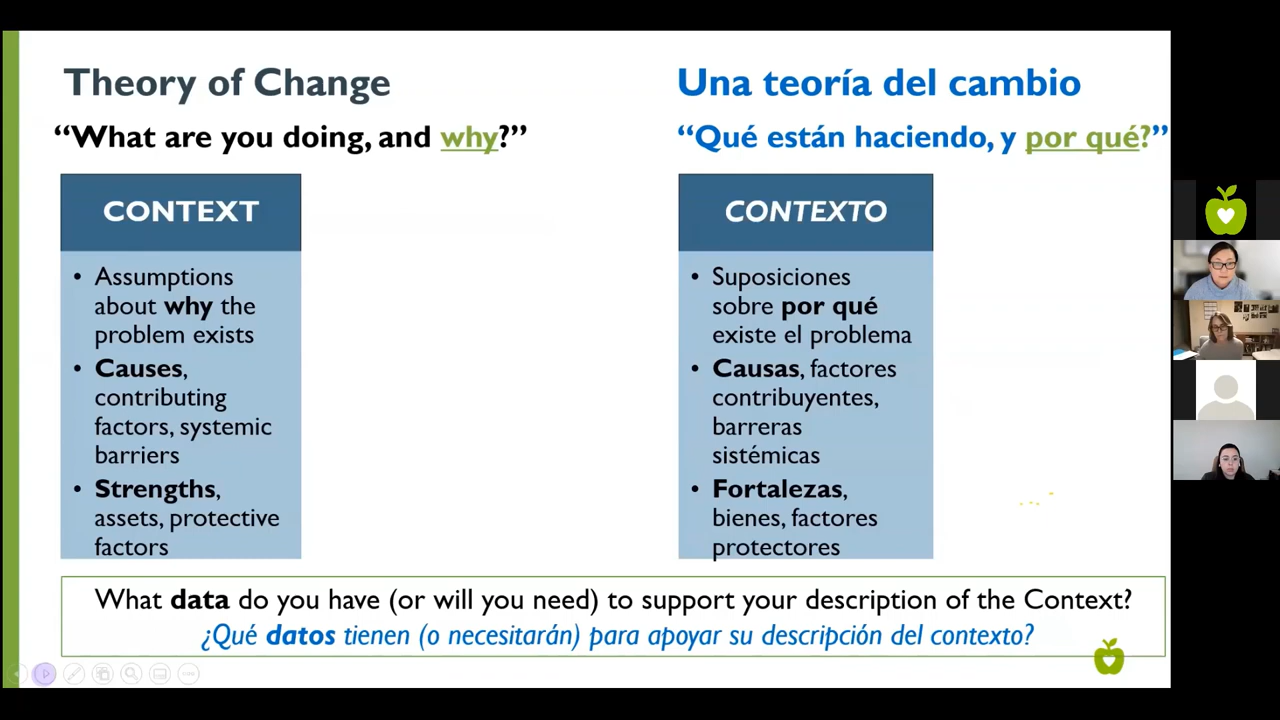 Theory of Change
“What are you doing, and why?”
CONTEXT
• Assumptions
about why the
problem exists
• Causes,
contributing
factors, systemic
barriers
• Strengths,
assets, protective
factors
Una teoría del cambio
“Qué están haciendo, y por qué?”
CONTEXTO
• Suposiciones
sobre por qué
existe el problema
• Causas, factores
contribuyentes,
barreras
sistémicas
• Fortalezas,
bienes, factores
protectores
What data do you have (or will you need) to support your description of the Context?
¿Qué datos tienen (o necesitarán) para apoyar su descripción del contexto?